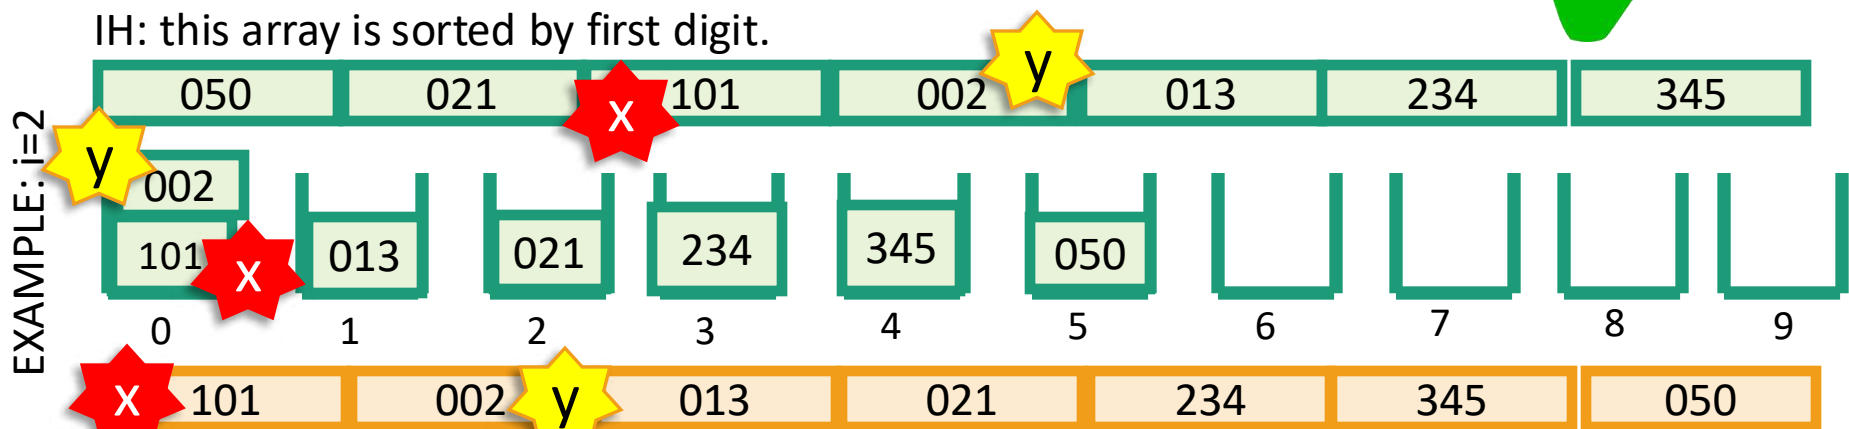 IH: this array is sorted by first digit.
y
050 021 x 101 002 013 234 345
EXAMPLE: i=2
y 002
101 x 013 021 234 345 050
0 1 2 3 4 5 6 7 8 9
x 101 002 y 013 021 234 345 050